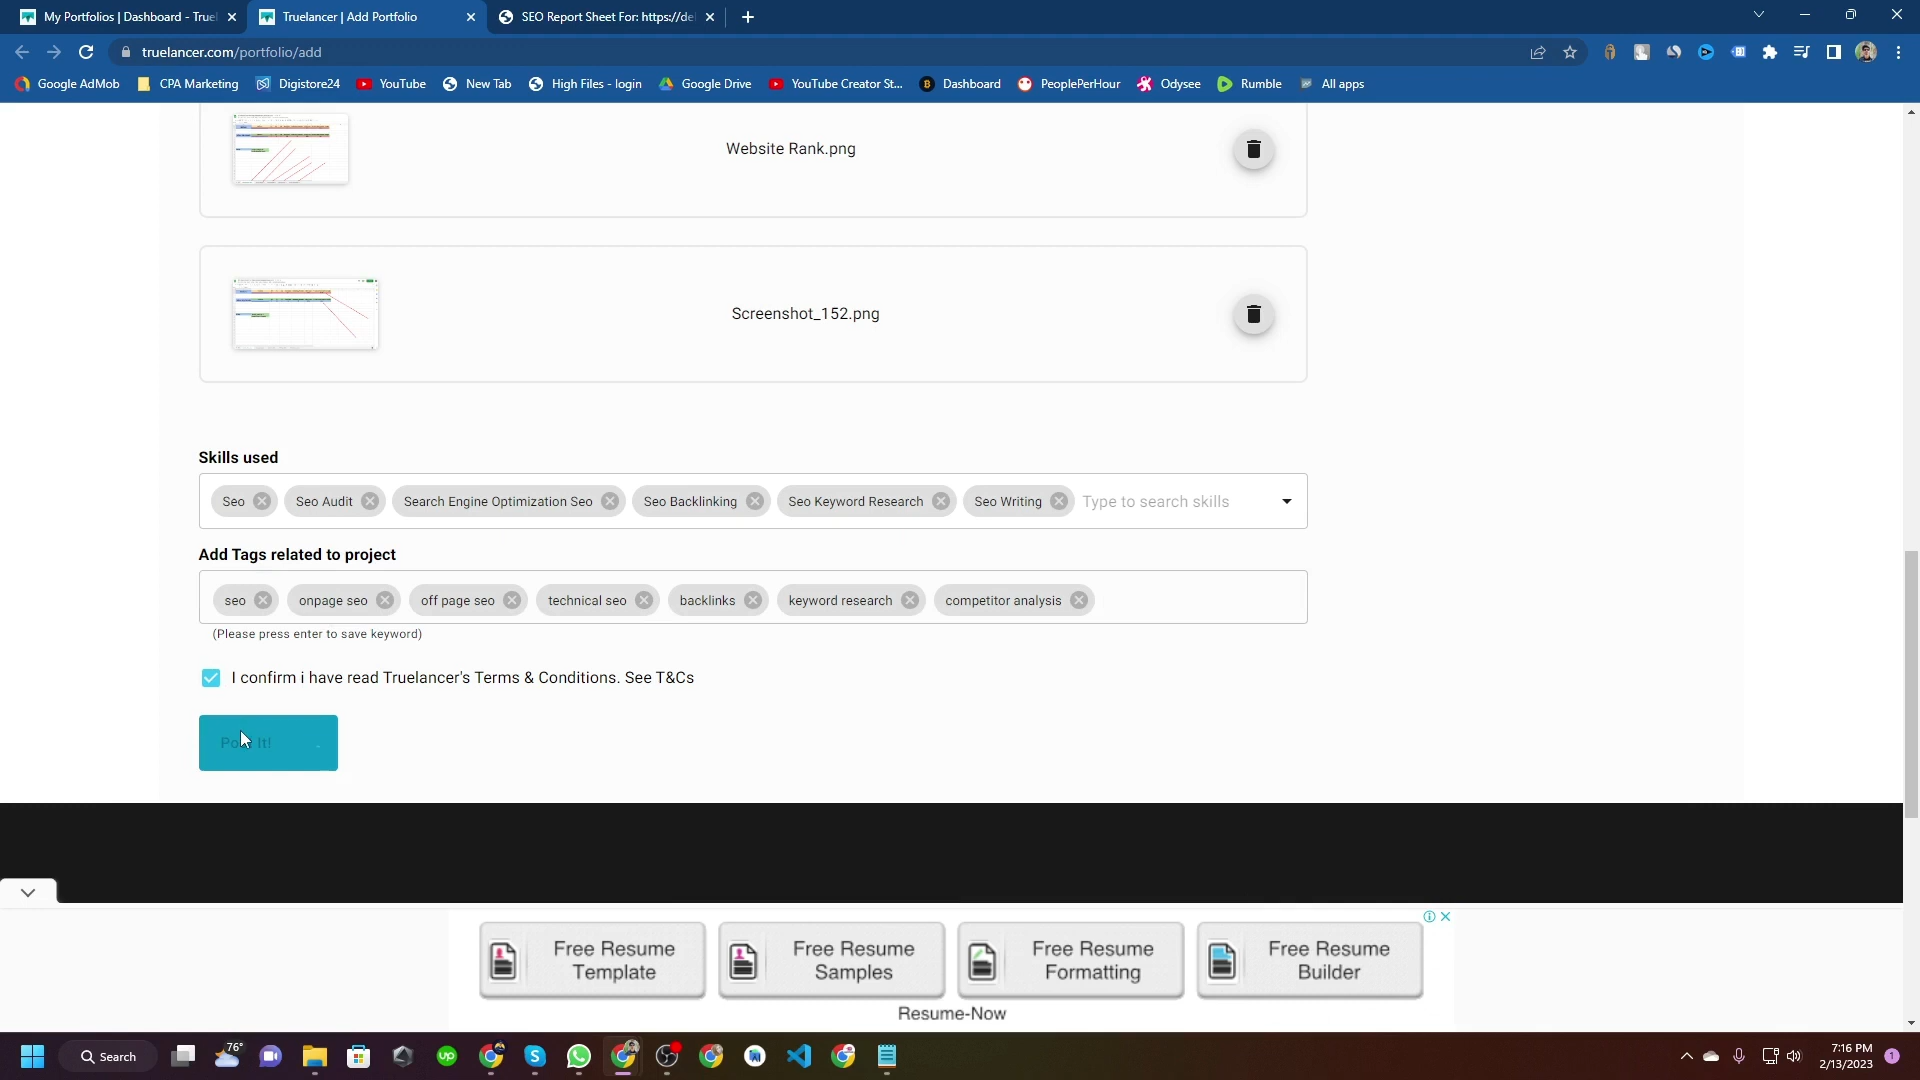 My Portfolios | Dashboard - Truel
Truelancer | Add Portfolio
SEO Report Sheet For: https://de
truelancer.com/portfolio/add
Google AdMob
CPA Marketing
Digistore24
YouTube
New Tab
High Files - login
Google Drive
YouTube Creator St...
Dashboard
PeoplePerHour
Odysee
Rumble
All apps
Website Rank.png
Screenshot_152.png
Skills used
Seo
Seo Audit
Search Engine Optimization Seo
Seo Backlinking
Seo Keyword Research
Seo Writing
Type to search skills
Add Tags related to project
seo
onpage seo
off page seo
technical seo
backlinks
keyword research
competitor analysis
(Please press enter to save keyword)
I confirm i have read Truelancer's Terms & Conditions. See T&Cs
Free Resume Template
Free Resume Samples
Free Resume Formatting
Free Resume Builder
Resume-Now
Search
76°
up
7:16 PM
2/13/2023
1